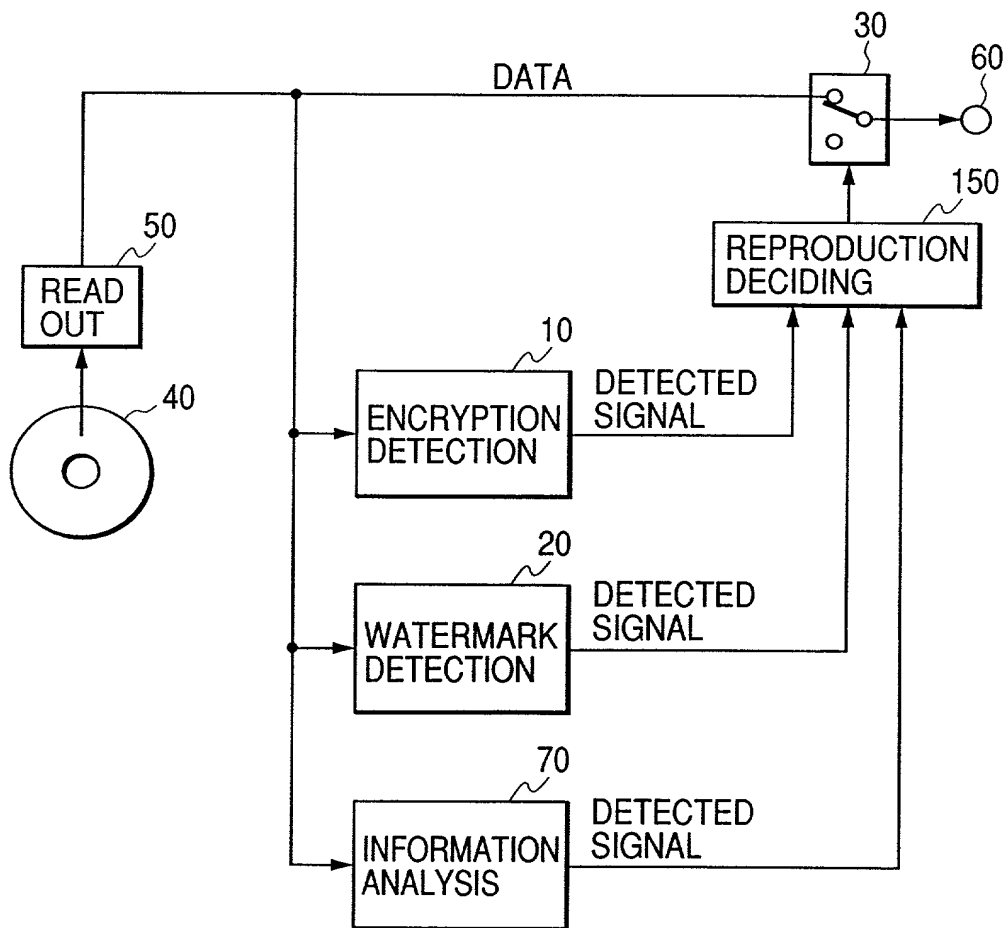 30
60
DATA
150
50
REPRODUCTION
DECIDING
READ
OUT
10
40
DETECTED
SIGNAL
ENCRYPTION
DETECTION
20
DETECTED
SIGNAL
WATERMARK
DETECTION
70
DETECTED
SIGNAL
INFORMATION
ANALYSIS